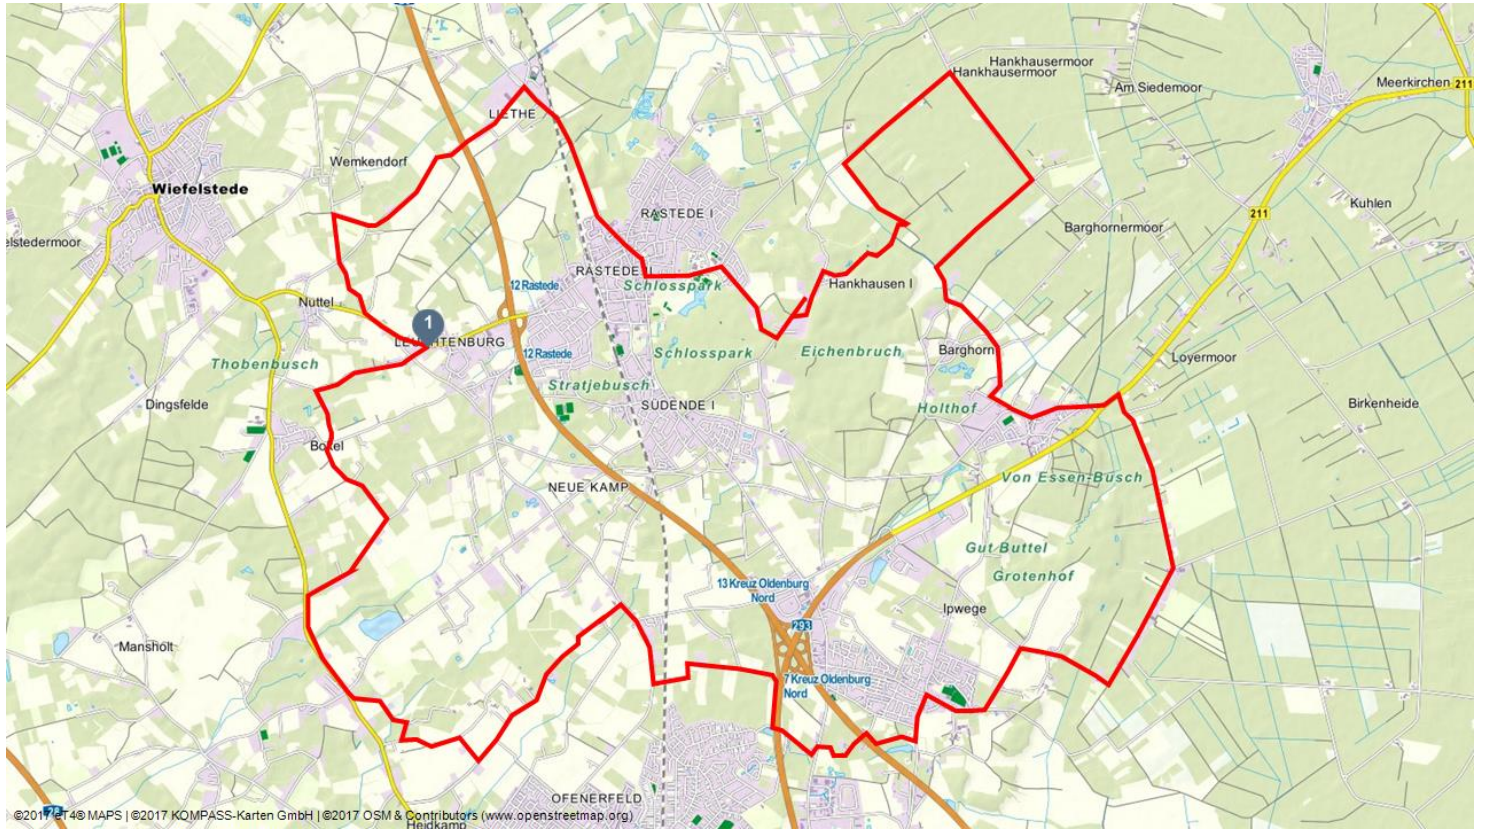 Hankhausermoor
Hankhausermoor
Am Siedemoor
Meerkirchen
211
LIETHE
Wemkendorf
Wiefelstede
RASTEDE I
Kuhlen
211
Barghornermoor
elstedermoor
RASTEDE II
12 Rastede
Schlosspark
Hankhausen I
Nuttel
1
LEUCHTENBURG
12 Rastede
Schlosspark
Eichenbruch
Barghorn
Loyermoor
Thobenbusch
Stratjebusch
Dingsfelde
SÜDENDE I
Holthof
Birkenheide
Bokel
Von Essen-Busch
NEUE KAMP
Gut Buttel
Grotenhof
13 Kreuz Oldenburg
Nord
Ipwege
293
Mansholt
7 Kreuz Oldenburg
Nord
OFENERFELD
28
©2017 eT4® MAPS | ©2017 KOMPASS-Karten GmbH | ©2017 OSM & Contributors (www.openstreetmap.org)
Heidkamp